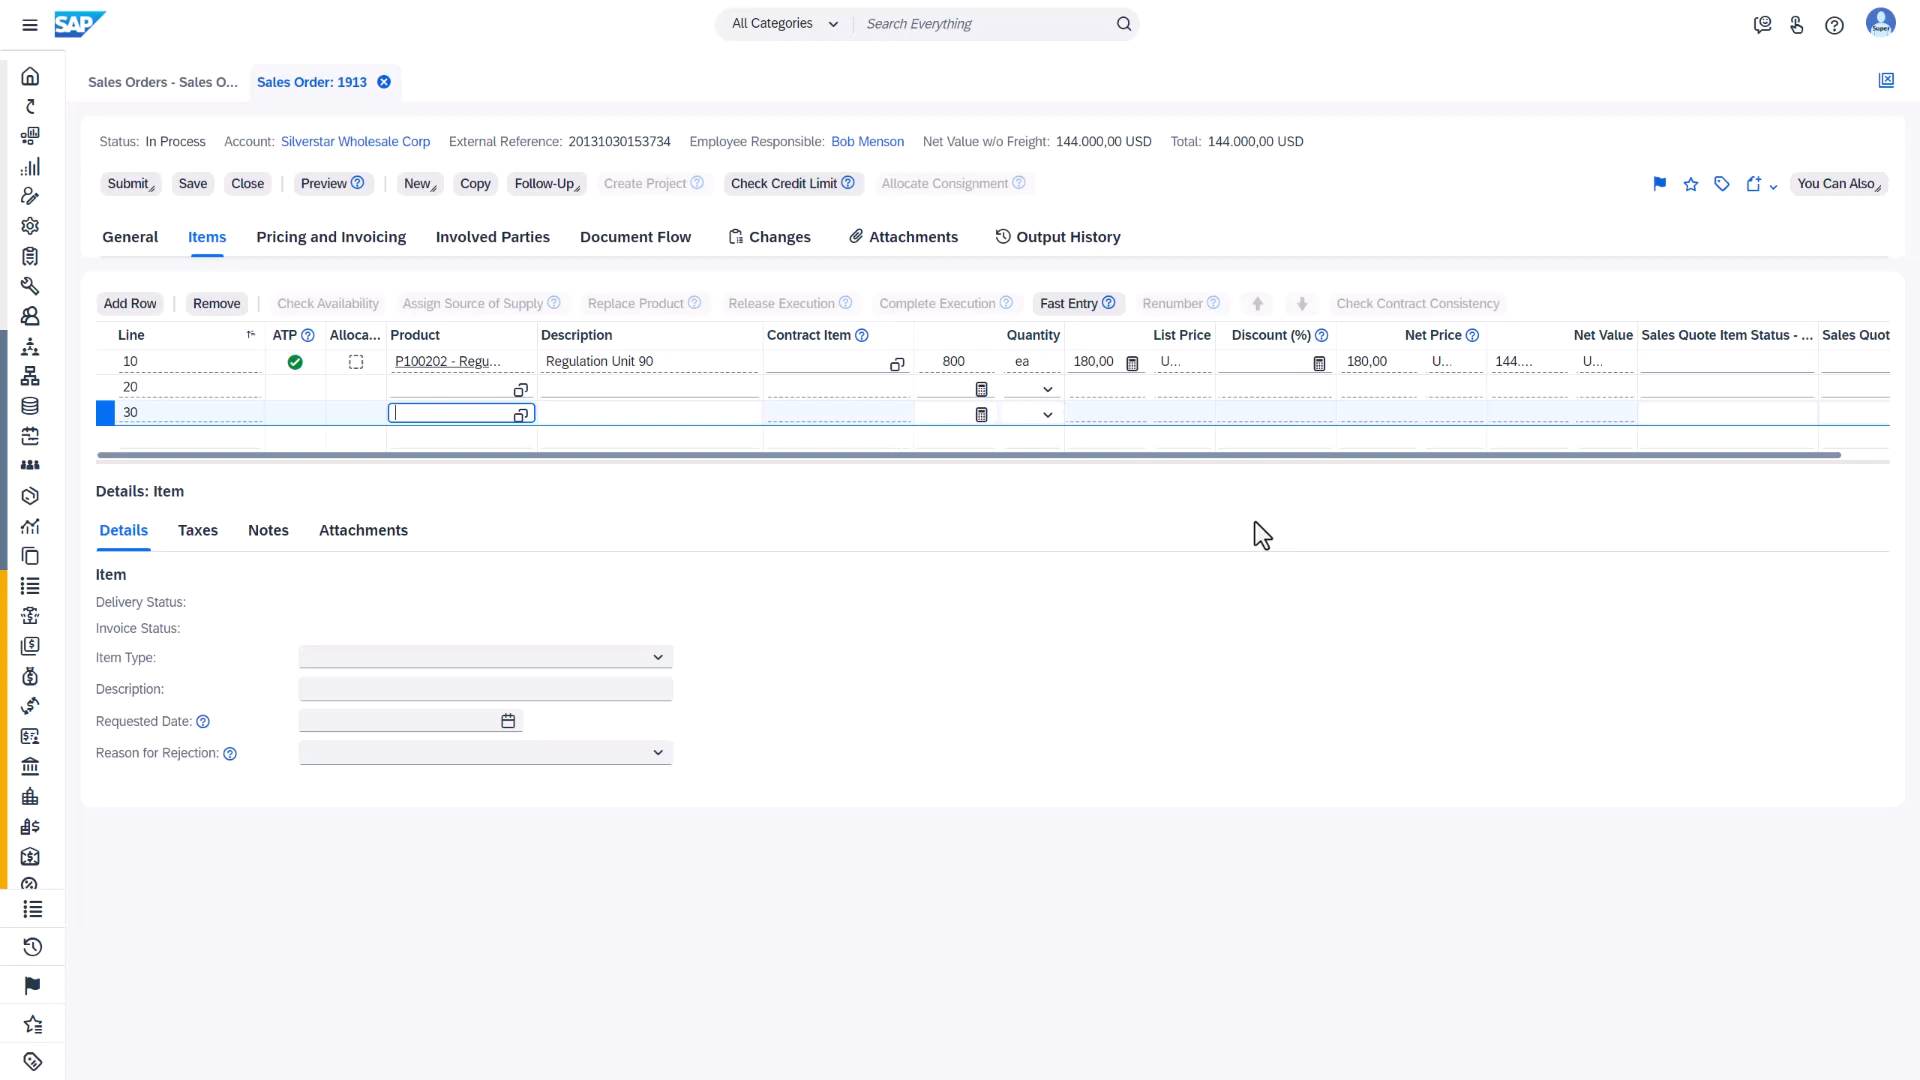 SAP All Categories Search Everything Super
Sales Orders - Sales O... Sales Order: 1913
Status: In Process Account: Silverstar Wholesale Corp External Reference: 20131030153734 Employee Responsible: Bob Menson Net Value w/o Freight: 144.000,00 USD Total: 144.000,00 USD
Submit Save Close Preview New Copy Follow-Up Create Project Check Credit Limit Allocate Consignment You Can Also
General Items Pricing and Invoicing Involved Parties Document Flow Changes Attachments Output History
Add Row Remove Check Availability Assign Source of Supply Replace Product Release Execution Complete Execution Fast Entry Renumber Check Contract Consistency
Line ATP Alloca... Product Description Contract Item Quantity List Price Discount (%) Net Price Net Value Sales Quote Item Status - ... Sales Quot
10 P100202 - Regu... Regulation Unit 90 800 ea 180,00 U... 180,00 U... 144.... U...
20
30
Details: Item
Details Taxes Notes Attachments
Item
Delivery Status:
Invoice Status:
Item Type:
Description:
Requested Date:
Reason for Rejection: